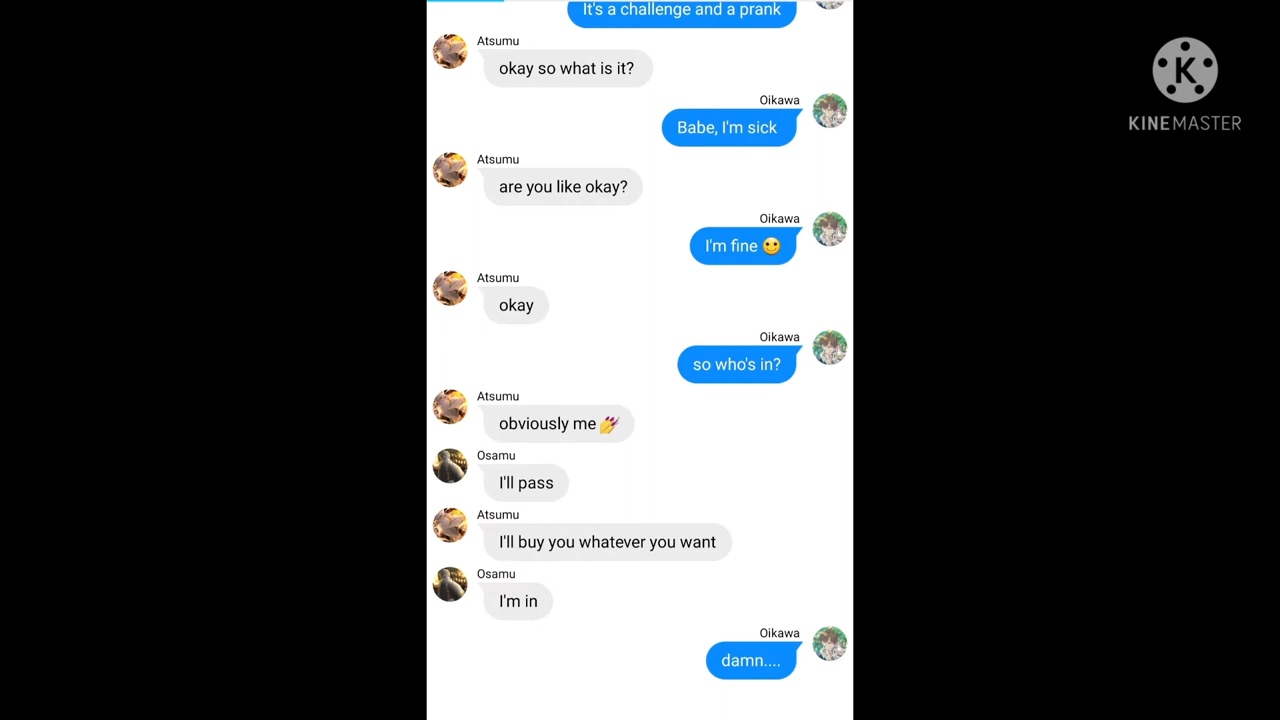 It's a challenge and a prank
Atsumu
okay so what is it?
Oikawa
Babe, I'm sick
Atsumu
are you like okay?
Oikawa
I'm fine 🙂
Atsumu
okay
Oikawa
so who's in?
Atsumu
obviously me 💅
Osamu
I'll pass
Atsumu
I'll buy you whatever you want
Osamu
I'm in
Oikawa
damn....
K
KINEMASTER